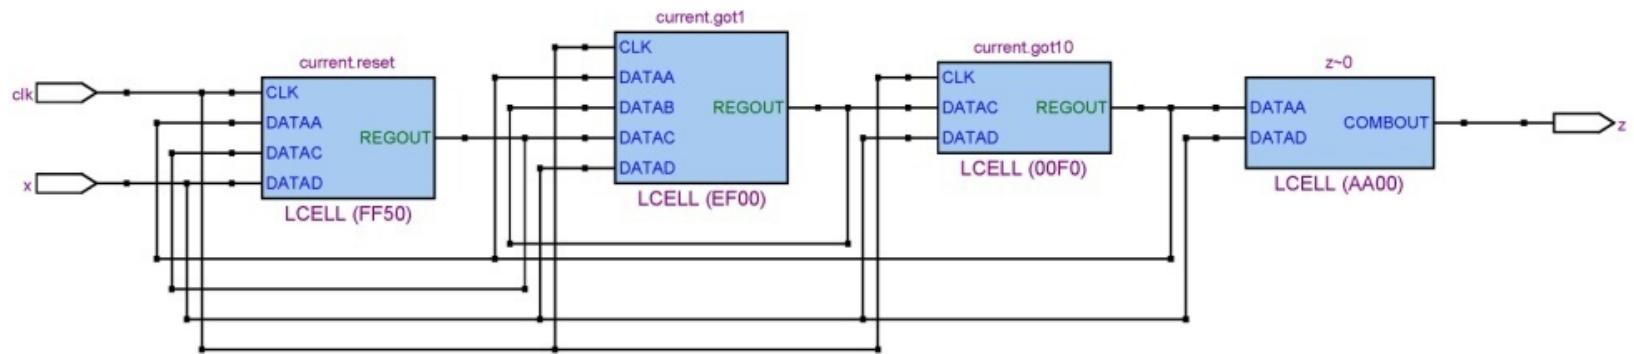 clk
x
current.reset
CLK
DATAA
DATAC
DATAD
REGOUT
LCELL (FF50)
current.got1
CLK
DATAA
DATAB
DATAC
DATAD
REGOUT
LCELL (EF00)
current.got10
CLK
DATAC
DATAD
REGOUT
LCELL (00F0)
z~0
DATAA
DATAD
COMBOUT
LCELL (AA00)
z